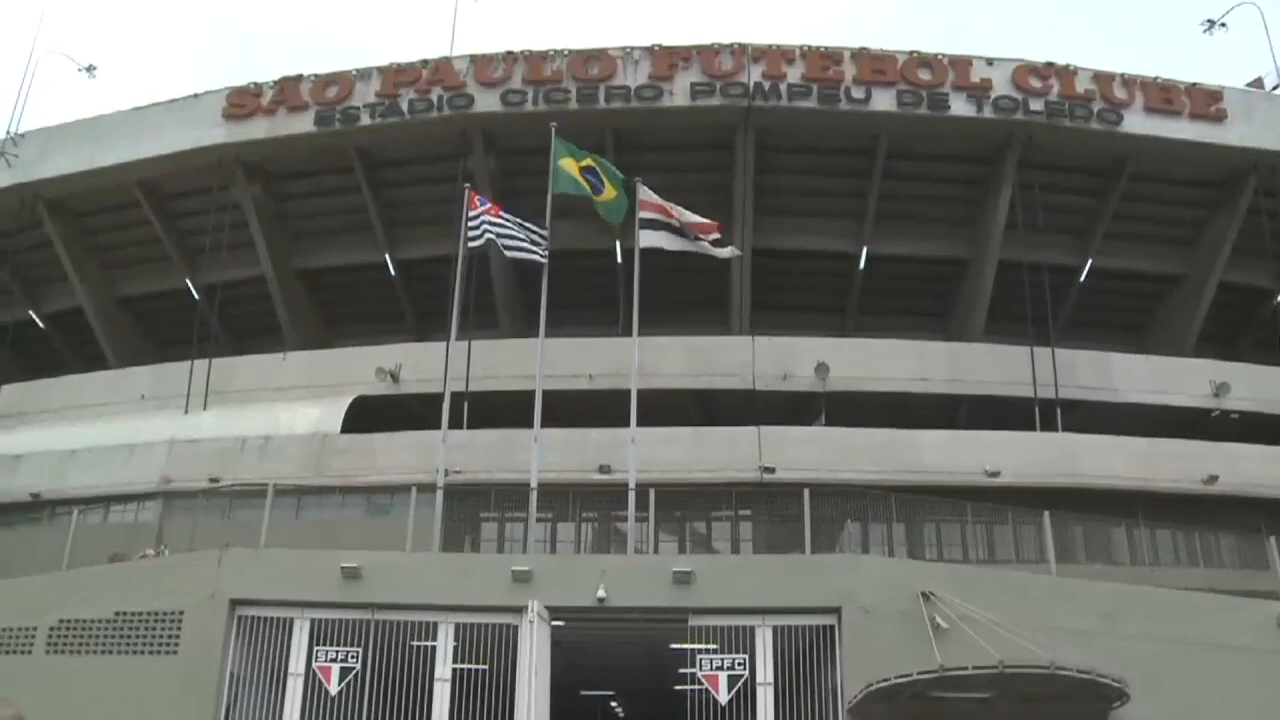 SÃO PAULO FUTEBOL CLUBE
ESTÁDIO CICERO POMPEU DE TOLEDO
SPFC
SPFC